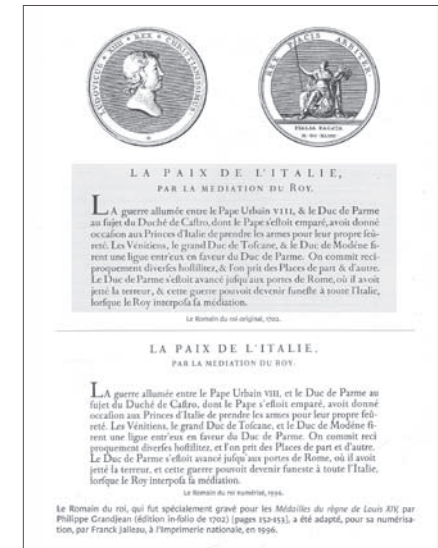 LUDOVICUS XIIII REX CHRISTIANISSIMUS
REX PACIS ARBITER
ITALIA PACATA
LA PAIX DE L'ITALIE,
PAR LA MEDIATION DU ROY.
LA guerre allumée entre le Pape Urbain VIII, & le Duc de Parme
au ſujet du Duché de Caſtro, dont le Pape s'eſtoit emparé, avoit donné
occaſion aux Princes d'Italie de prendre les armes pour leur propre ſeû-
reté. Les Vénitiens, le grand Duc de Toſcane, & le Duc de Modéne fi-
rent une ligue entr'eux en faveur du Duc de Parme. On commit reci-
proquement diverſes hoſtilitez, & l'on prit des Places de part & d'autre.
Le Duc de Parme s'eſtoit avancé juſqu'aux portes de Rome, où il avoit
jetté la terreur, & cette guerre pouvoit devenir funeſte à toute l'Italie,
lorſque le Roy interpoſa ſa médiation.
Le Romain du roi original, 1702.
LA PAIX DE L'ITALIE,
PAR LA MEDIATION DU ROY.
LA guerre allumée entre le Pape Urbain VIII, et le Duc de Parme au
ſujet du Duché de Caſtro, dont le Pape s'eſtoit emparé, avoit donné
occaſion aux Princes d'Italie de prendre les armes pour leur propre ſeû-
reté. Les Vénitiens, le grand Duc de Toſcane, et le Duc de Modéne fi-
rent une ligue entr'eux en faveur du Duc de Parme. On commit reci
proquement diverſes hoſtilitez, et l'on prit des Places de part et d'autre.
Le Duc de Parme s'eſtoit avancé juſqu'aux portes de Rome, où il avoit
jetté la terreur, et cette guerre pouvoit devenir funeste à toute l'Italie,
lorſque le Roy interpoſa ſa médiation.
Le Romain du roi numérisé, 1996.
Le Romain du roi, qui fut spécialement gravé pour les Médailles du règne de Louis XIV, par
Philippe Grandjean (édition in-folio de 1702) [pages 152-153], a été adapté, pour sa numérisa-
tion, par Franck Jalleau, à l'Imprimerie nationale, en 1996.